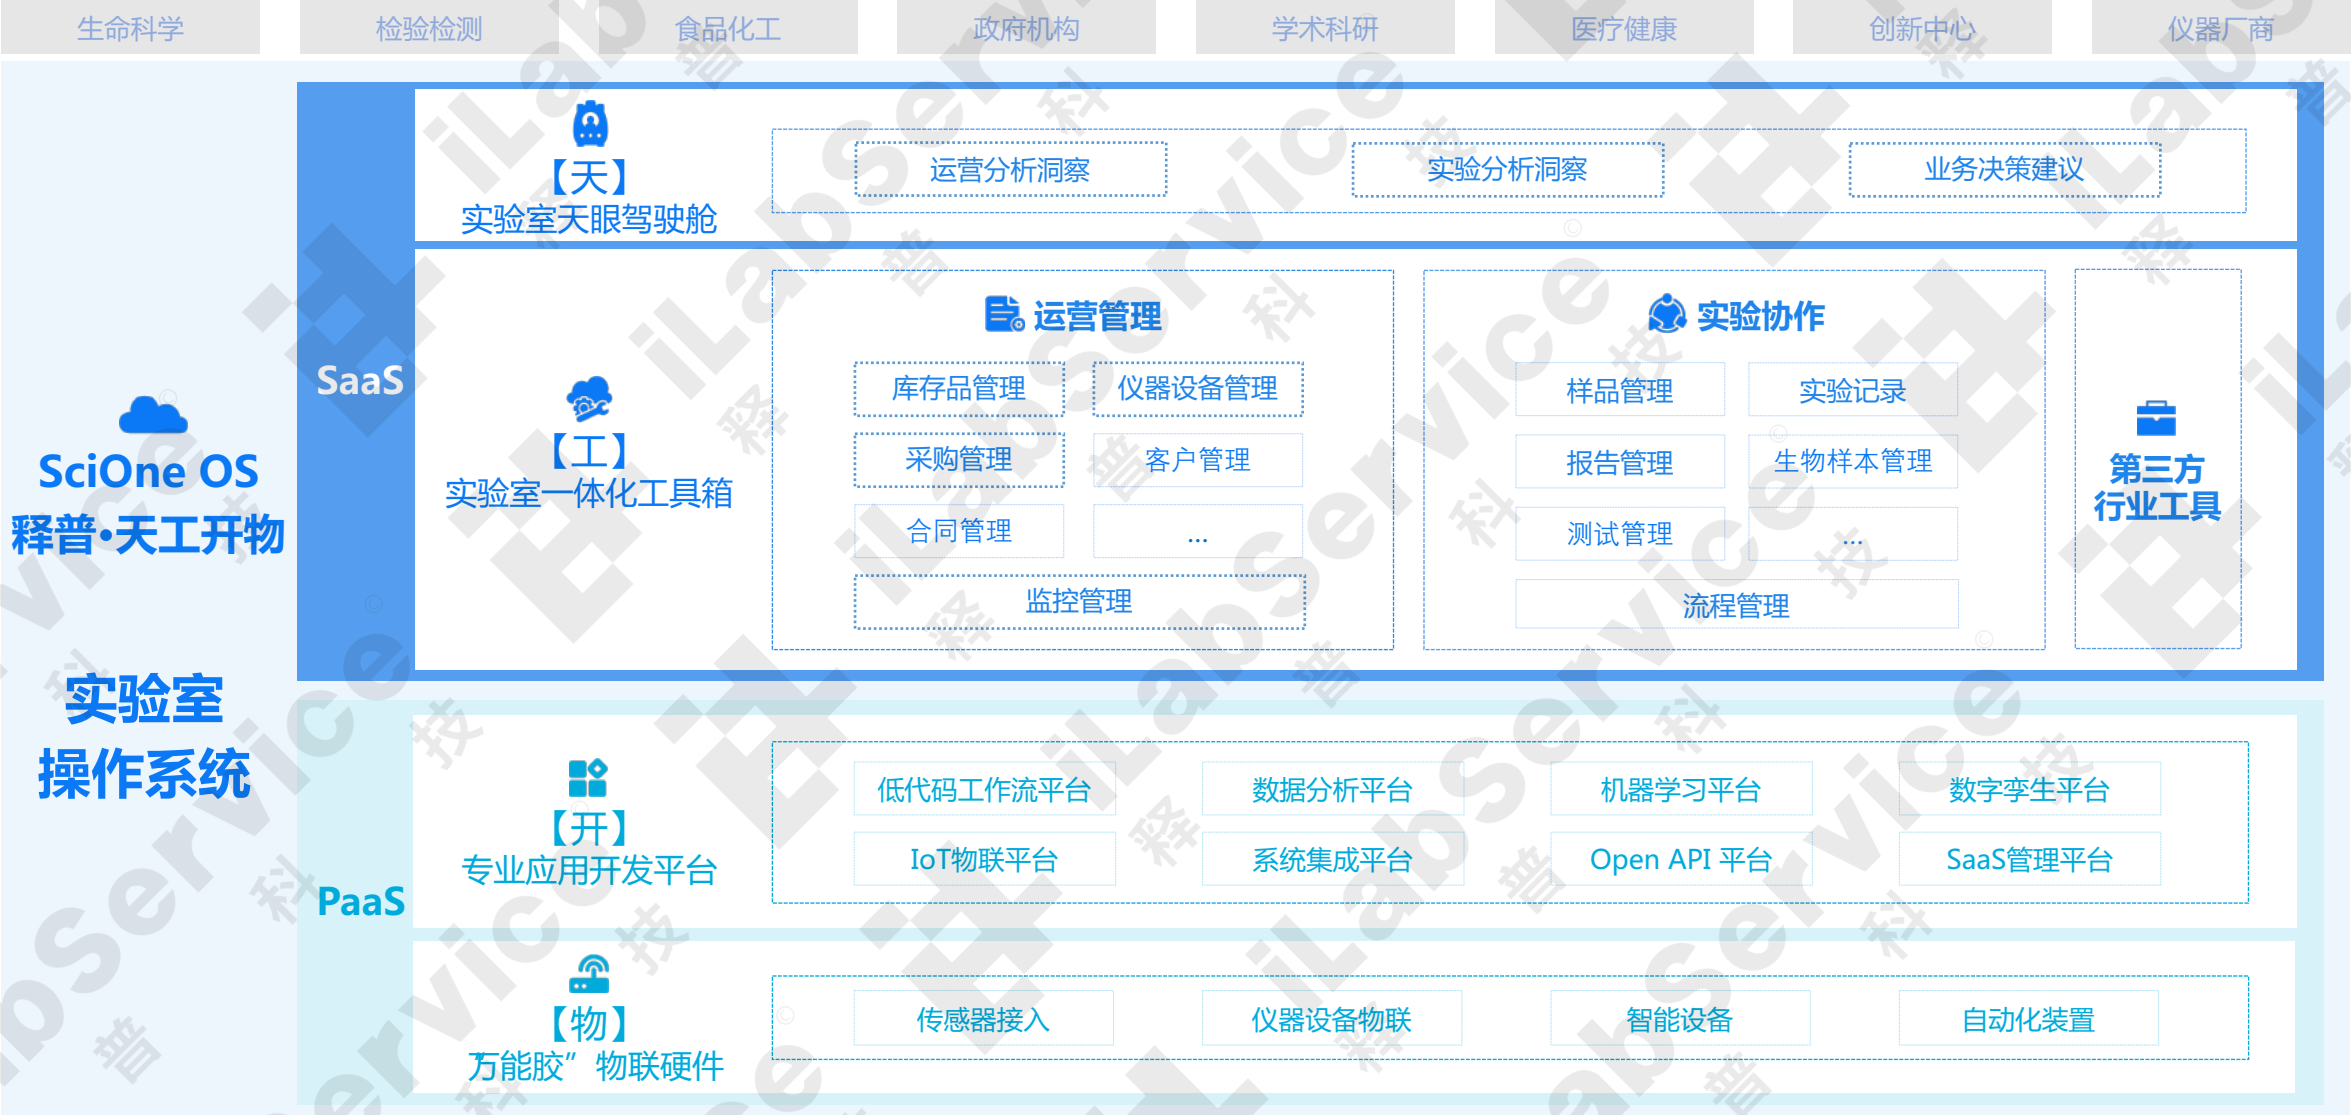 生命科学
检验检测
食品化工
政府机构
学术科研
医疗健康
创新中心
仪器厂商
SciOne OS
释普·天工开物
实验室
操作系统
SaaS
【天】
实验室天眼驾驶舱
运营分析洞察
实验分析洞察
业务决策建议
【工】
实验室一体化工具箱
运营管理
库存品管理
仪器设备管理
采购管理
客户管理
合同管理
...
监控管理
实验协作
样品管理
实验记录
报告管理
生物样本管理
测试管理
...
流程管理
第三方
行业工具
PaaS
【开】
专业应用开发平台
低代码工作流平台
数据分析平台
机器学习平台
数字孪生平台
IoT物联平台
系统集成平台
Open API 平台
SaaS管理平台
【物】
“万能胶”物联硬件
传感器接入
仪器设备物联
智能设备
自动化装置
iLabService
释普科技